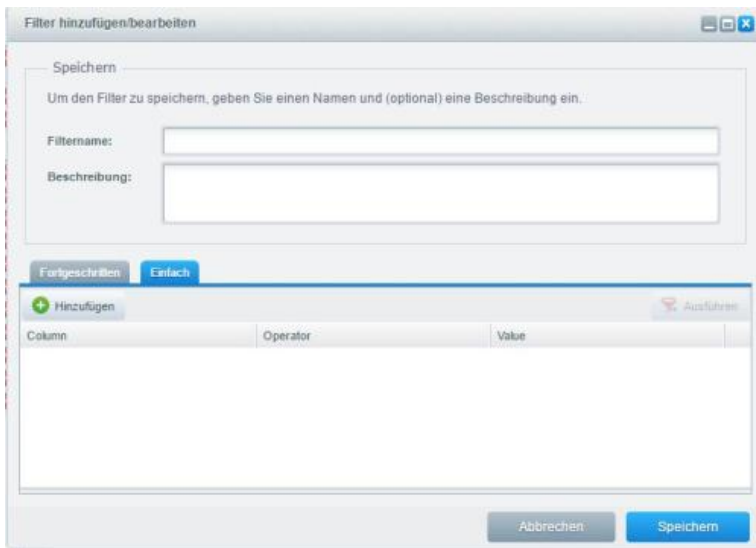 Filter hinzufügen/bearbeiten
Speichern
Um den Filter zu speichern, geben Sie einen Namen und (optional) eine Beschreibung ein.
Filtername:
Beschreibung:
Fortgeschritten Einfach
Hinzufügen Ausführen
Column Operator Value
Abbrechen Speichern